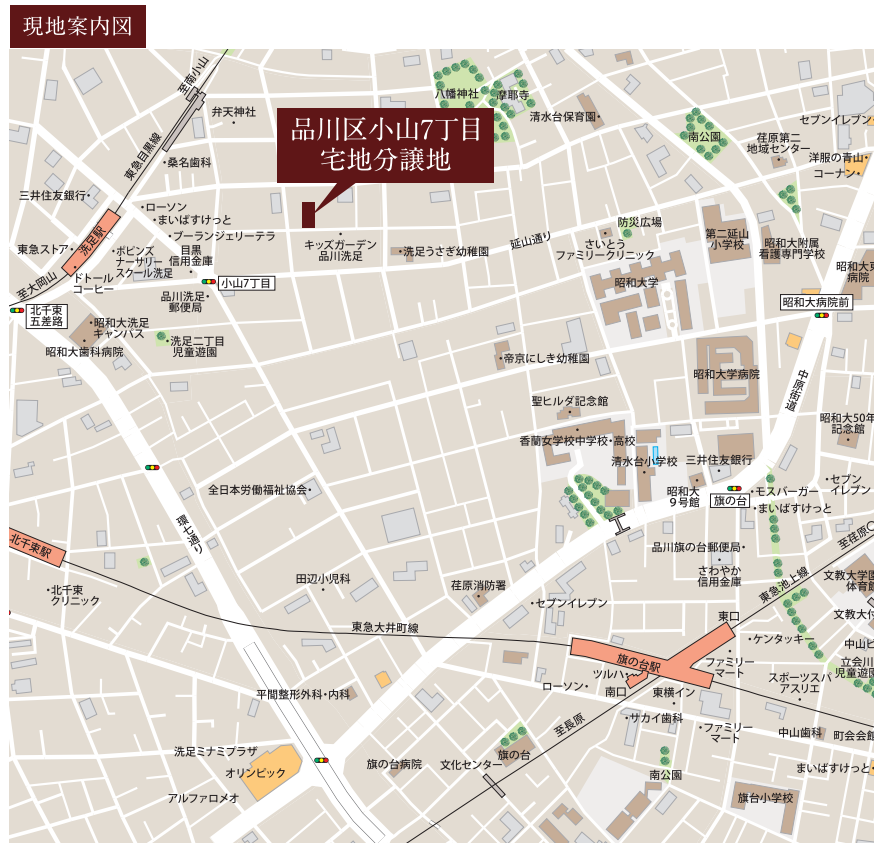 現地案内図
至南小山
八幡神社
摩耶寺
弁天神社
清水台保育園
南公園
セブンイレブン
品川区小山7丁目
宅地分譲地
荏原第二
地域センター
洋服の青山
コーナン
東急目黒線
桑名歯科
三井住友銀行
ローソン
まいばすけっと
ブーランジェリーテラ
洗足駅
東急ストア
ポピンズ
ナーサリー
スクール洗足
目黒
信用金庫
キッズガーデン
品川洗足
洗足うさぎ幼稚園
延山通り
防災広場
さいとう
ファミリークリニック
第二延山
小学校
昭和大附属
看護専門学校
昭和大東
病院
至大岡山
ドトール
コーヒー
小山7丁目
昭和大学
品川洗足
郵便局
昭和大病院前
北千束
五差路
昭和大洗足
キャンパス
昭和大歯科病院
洗足二丁目
児童遊園
帝京にしき幼稚園
昭和大学病院
中原街道
聖ヒルダ記念館
昭和大50年
記念館
香蘭女学校中学校・高校
清水台小学校
三井住友銀行
全日本労働福祉協会
昭和大
9号館
旗の台
モスバーガー
まいばすけっと
セブン
イレブン
環七通り
北千束駅
品川旗の台郵便局
さわやか
信用金庫
至荏原
東急池上線
文教大学園
体育館
北千束
クリニック
田辺小児科
荏原消防署
セブンイレブン
東口
文教大付
東急大井町線
ケンタッキー
中山ビ
旗の台駅
ツルハ
ファミリー
マート
立会川
児童遊園
平間整形外科・内科
ローソン
南口
東横イン
スポーツスパ
アスリエ
サカイ歯科
至長原
ファミリー
マート
中山歯科
町会会館
洗足ミナミプラザ
オリンピック
旗の台病院
文化センター
旗の台
南公園
まいばすけっと
アルファロメオ
旗台小学校